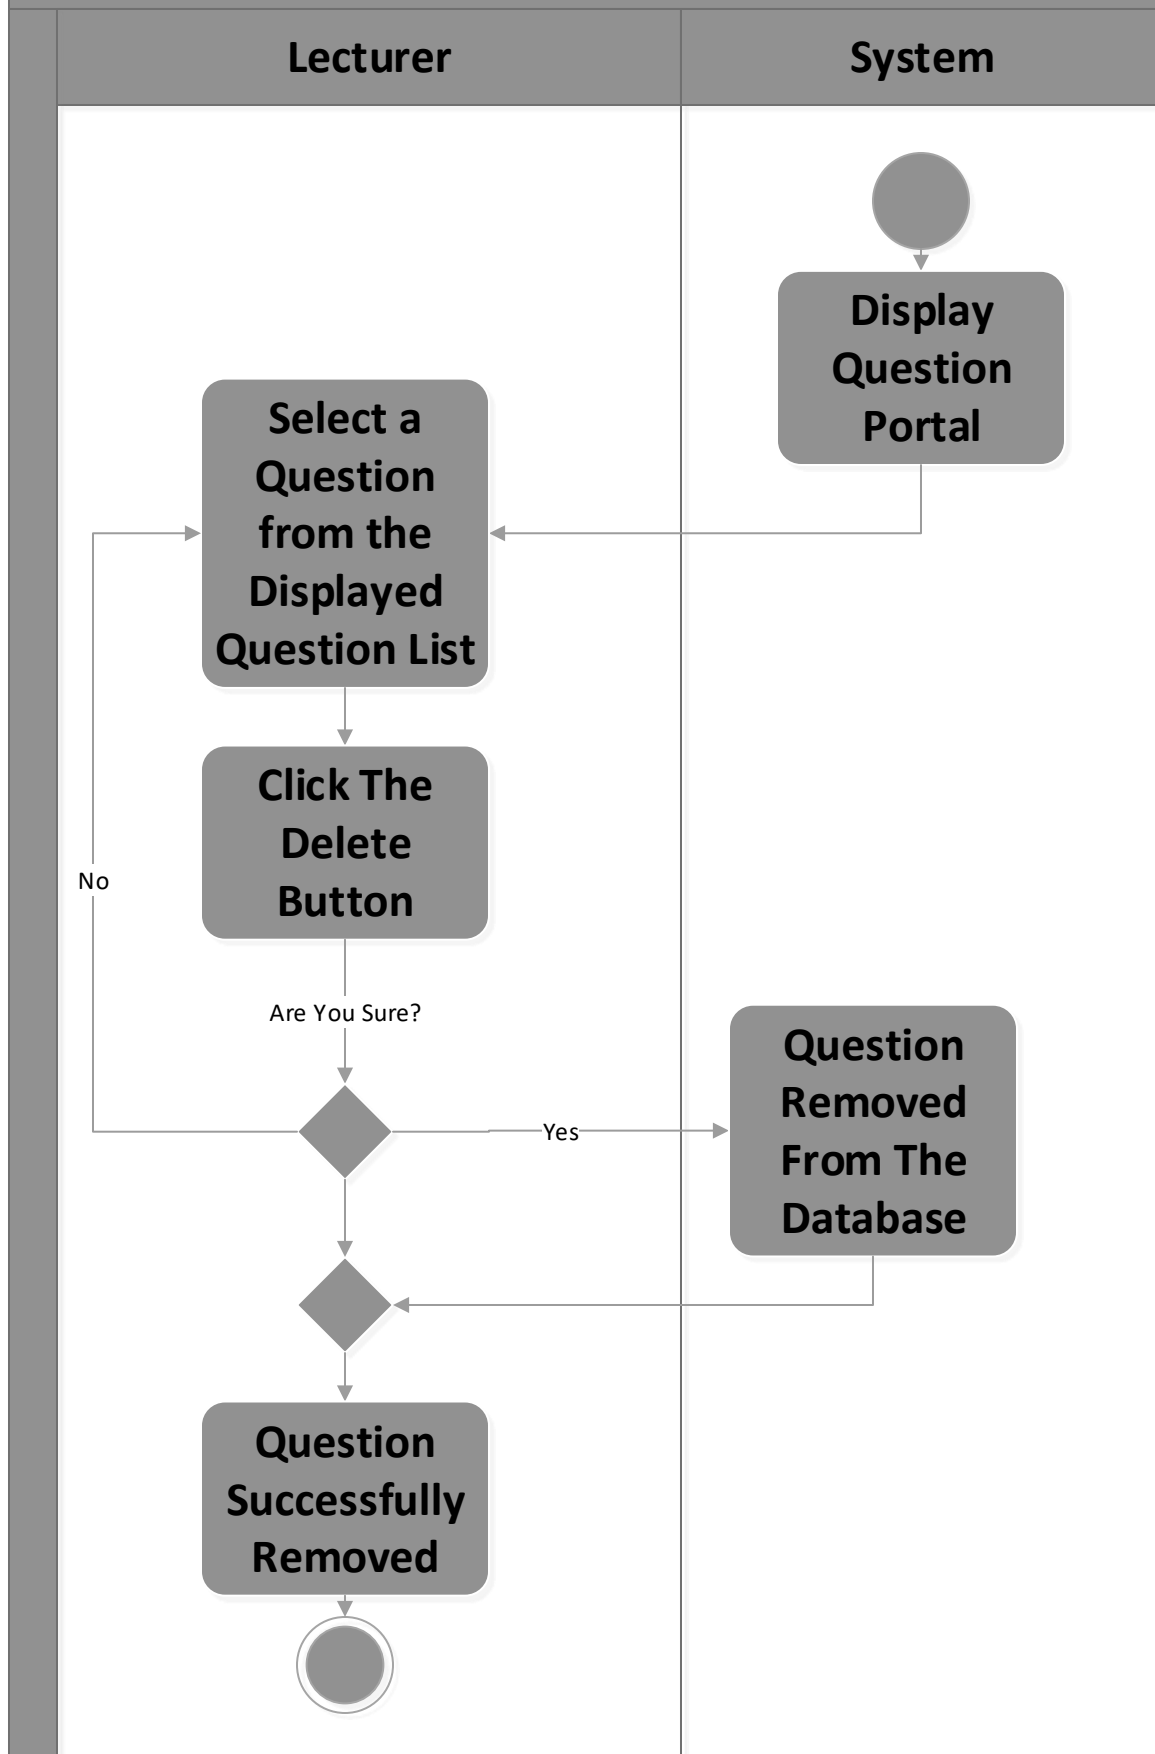 Lecturer
System
Display
Question
Portal
Select a
Question
from the
Displayed
Question List
Click The
Delete
Button
No
Are You Sure?
Yes
Question
Removed
From The
Database
Question
Successfully
Removed